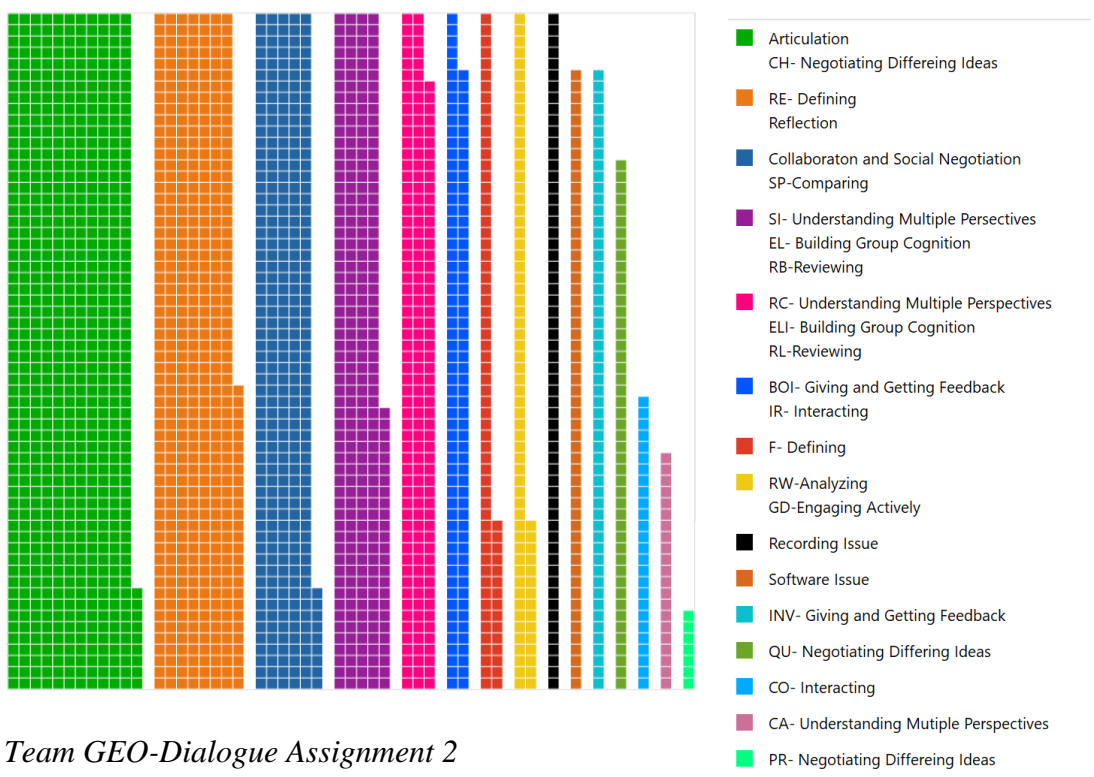 Articulation
CH- Negotiating Differeing Ideas
RE- Defining
Reflection
Collaboraton and Social Negotiation
SP-Comparing
SI- Understanding Multiple Persectives
EL- Building Group Cognition
RB-Reviewing
RC- Understanding Multiple Perspectives
ELI- Building Group Cognition
RL-Reviewing
BOI- Giving and Getting Feedback
IR- Interacting
F- Defining
RW-Analyzing
GD-Engaging Actively
Recording Issue
Software Issue
INV- Giving and Getting Feedback
QU- Negotiating Differing Ideas
CO- Interacting
CA- Understanding Mutiple Perspectives
PR- Negotiating Differeing Ideas
Team GEO-Dialogue Assignment 2